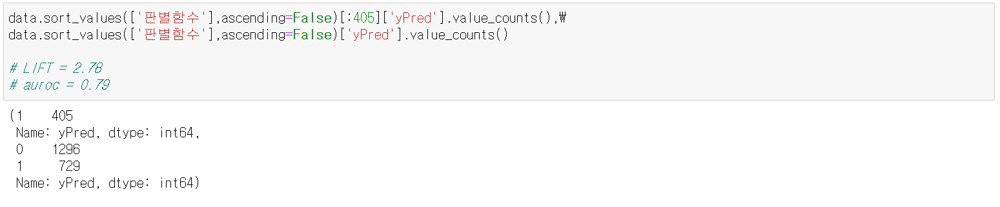 data.sort_values(['판별함수'],ascending=False)[:405]['yPred'].value_counts(),₩
data.sort_values(['판별함수'],ascending=False)['yPred'].value_counts()
# LIFT = 2.78
# auroc = 0.79
(1    405
Name: yPred, dtype: int64,
0    1296
1     729
Name: yPred, dtype: int64)